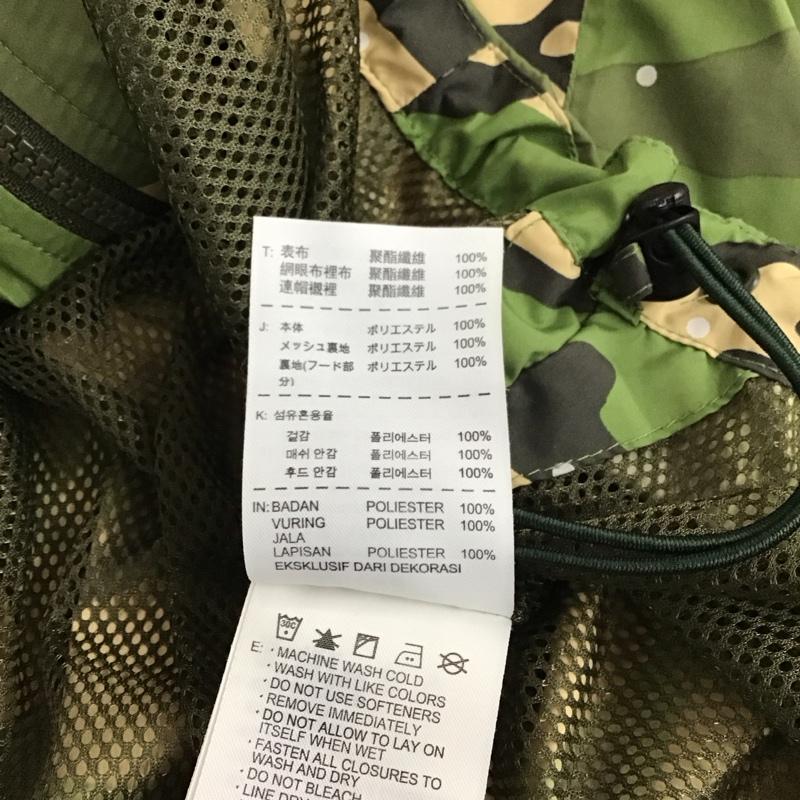 T: 表布 聚酯纖維 100%
網眼布裡布 聚酯纖維 100%
連帽襯裡 聚酯纖維 100%
J: 本体 ポリエステル 100%
メッシュ裏地 ポリエステル 100%
裏地(フード部 ポリエステル 100%
分)
K: 섬유혼용율
겉감 폴리에스터 100%
매쉬 안감 폴리에스터 100%
후드 안감 폴리에스터 100%
IN: BADAN POLIESTER 100%
VURING POLIESTER 100%
JALA
LAPISAN POLIESTER 100%
EKSKLUSIF DARI DEKORASI
30C
E: · MACHINE WASH COLD
· WASH WITH LIKE COLORS
· DO NOT USE SOFTENERS
· REMOVE IMMEDIATELY
· DO NOT ALLOW TO LAY ON
ITSELF WHEN WET
· FASTEN ALL CLOSURES TO
WASH AND DRY
· DO NOT BLEACH
· LINE DRY